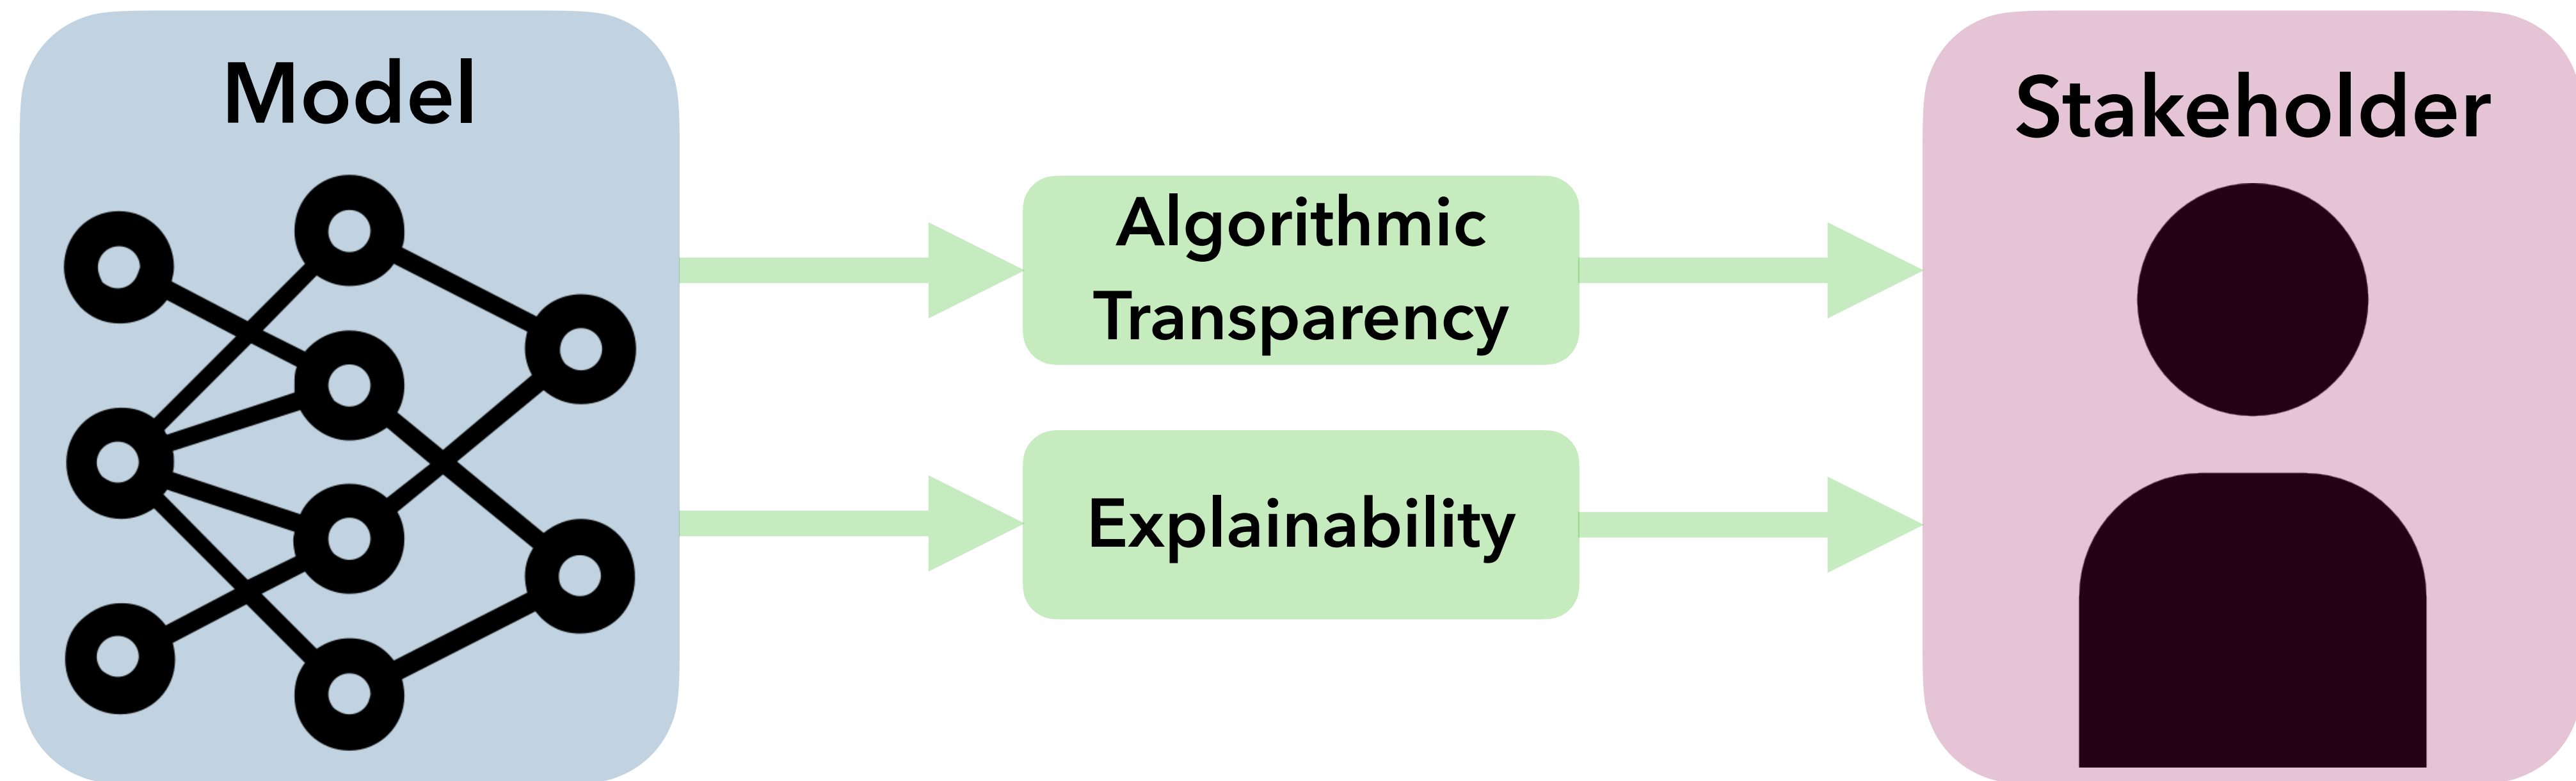 Model
Algorithmic
Transparency
Explainability
Stakeholder